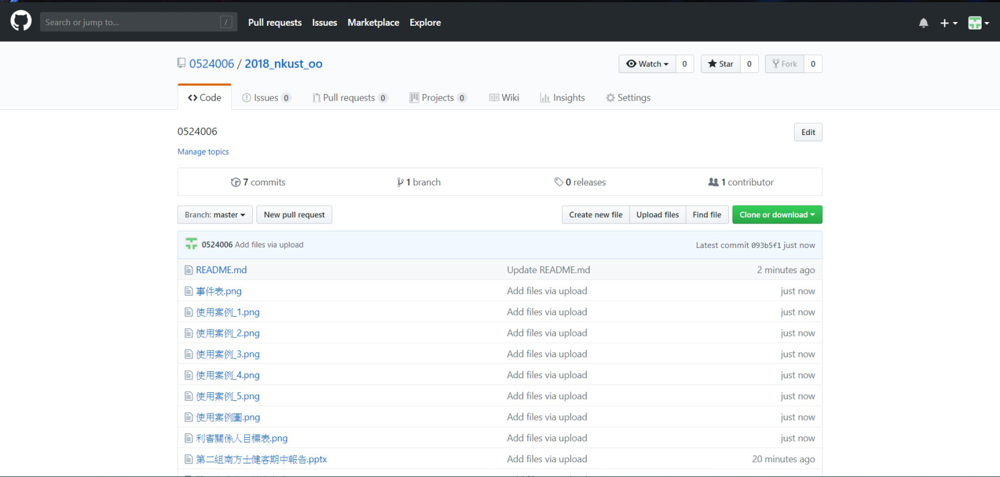 Search or jump to... / Pull requests Issues Marketplace Explore
0524006 / 2018_nkust_oo Watch 0 Star 0 Fork 0
Code Issues 0 Pull requests 0 Projects 0 Wiki Insights Settings
0524006 Edit
Manage topics
7 commits 1 branch 0 releases 1 contributor
Branch: master New pull request Create new file Upload files Find file Clone or download
0524006 Add files via upload Latest commit 093b5f1 just now
README.md Update README.md 2 minutes ago
事件表.png Add files via upload just now
使用案例_1.png Add files via upload just now
使用案例_2.png Add files via upload just now
使用案例_3.png Add files via upload just now
使用案例_4.png Add files via upload just now
使用案例_5.png Add files via upload just now
使用案例圖.png Add files via upload just now
利害關係人目標表.png Add files via upload just now
第二組南方士健客期中報告.pptx Add files via upload 20 minutes ago